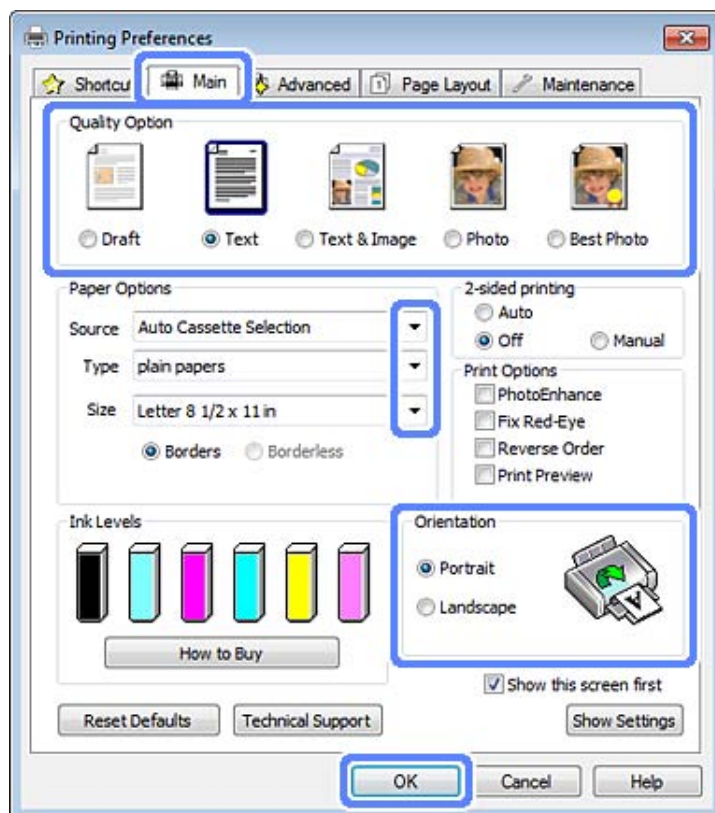 Printing Preferences
Shortcu Main Advanced 1 Page Layout Maintenance
Quality Option
Draft Text Text & Image Photo Best Photo
Paper Options
Source Auto Cassette Selection
Type plain papers
Size Letter 8 1/2 x 11 in
Borders Borderless
2-sided printing
Auto
Off Manual
Print Options
PhotoEnhance
Fix Red-Eye
Reverse Order
Print Preview
Ink Levels
How to Buy
Orientation
Portrait
Landscape
A
Show this screen first
Reset Defaults Technical Support Show Settings
OK Cancel Help